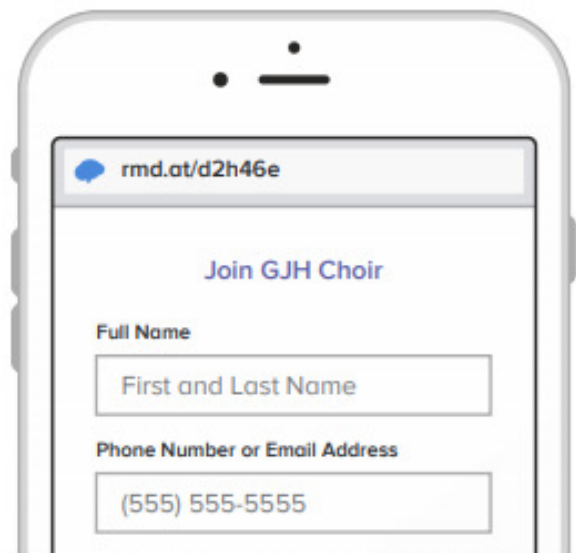 rmd.at/d2h46e
Join GJH Choir
Full Name
First and Last Name
Phone Number or Email Address
(555) 555-5555